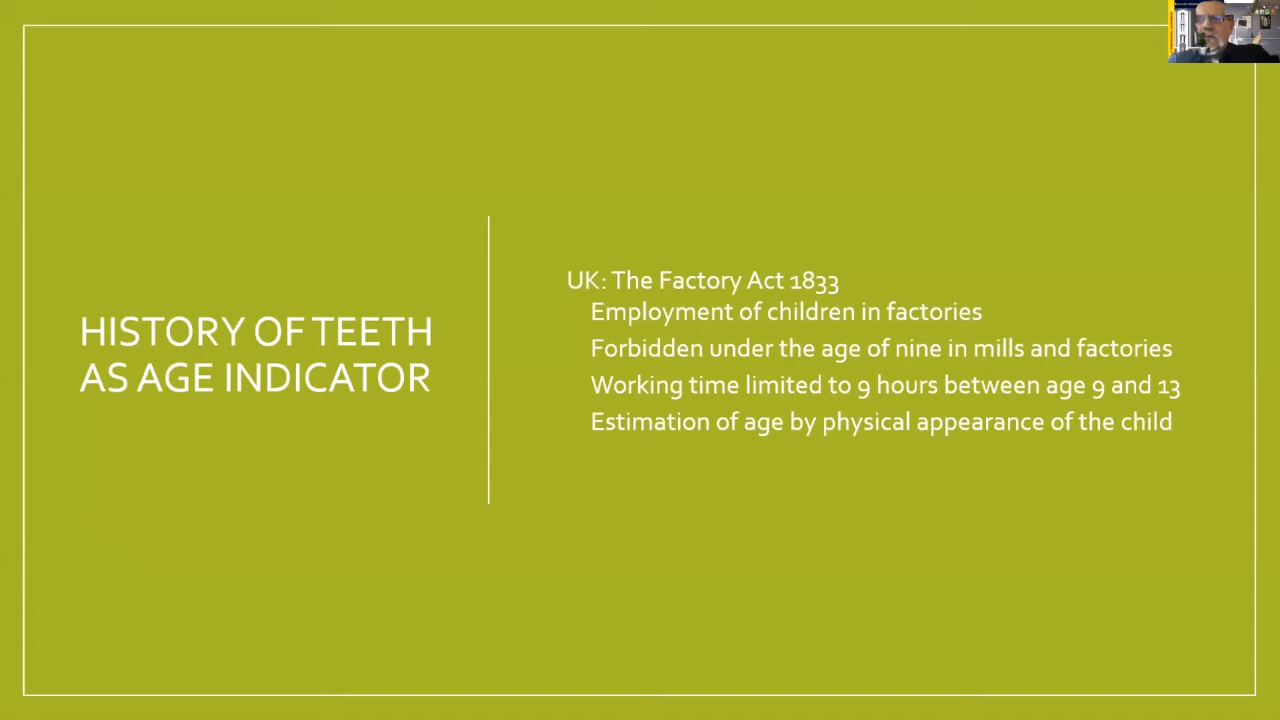 HISTORY OF TEETH
AS AGE INDICATOR
UK: The Factory Act 1833
Employment of children in factories
Forbidden under the age of nine in mills and factories
Working time limited to 9 hours between age 9 and 13
Estimation of age by physical appearance of the child